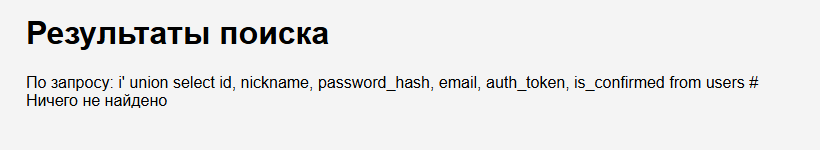 Результаты поиска
По запросу: i' union select id, nickname, password_hash, email, auth_token, is_confirmed from users #
Ничего не найдено